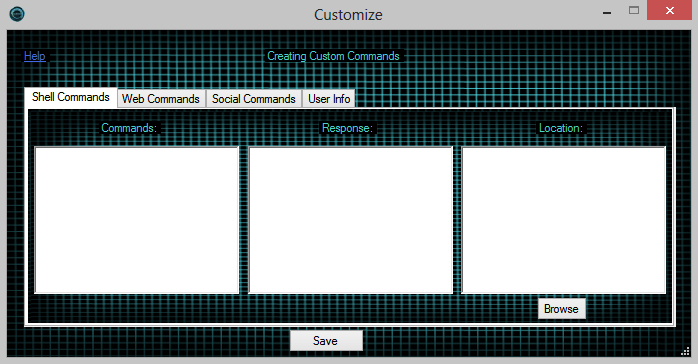 Customize
Help
Creating Custom Commands
Shell Commands Web Commands Social Commands User Info
Commands: Response: Location:
Browse
Save